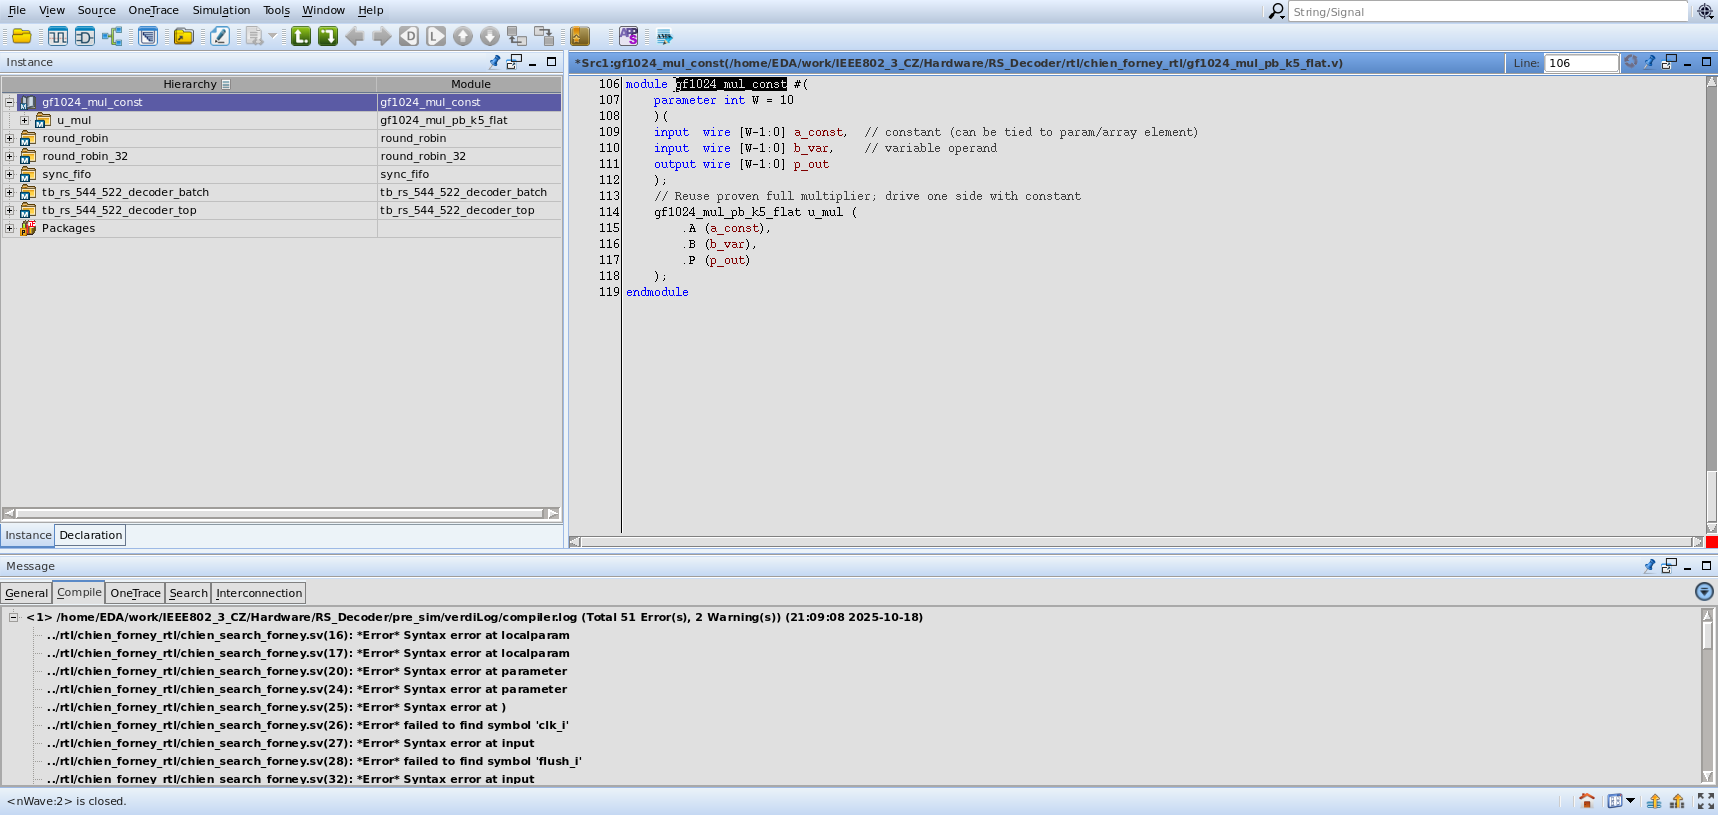 File View Source OneTrace Simulation Tools Window Help
String/Signal
Instance
Hierarchy Module
gf1024_mul_const gf1024_mul_const
u_mul gf1024_mul_pb_k5_flat
round_robin round_robin
round_robin_32 round_robin_32
sync_fifo sync_fifo
tb_rs_544_522_decoder_batch tb_rs_544_522_decoder_batch
tb_rs_544_522_decoder_top tb_rs_544_522_decoder_top
Packages
Instance Declaration
*Src1:gf1024_mul_const(/home/EDA/work/IEEE802_3_CZ/Hardware/RS_Decoder/rtl/chien_forney_rtl/gf1024_mul_pb_k5_flat.v) Line: 106
106 module gf1024_mul_const #(
107 parameter int W = 10
108 )(
109 input wire [W-1:0] a_const, // constant (can be tied to param/array element)
110 input wire [W-1:0] b_var, // variable operand
111 output wire [W-1:0] p_out
112 );
113 // Reuse proven full multiplier; drive one side with constant
114 gf1024_mul_pb_k5_flat u_mul (
115 .A (a_const),
116 .B (b_var),
117 .P (p_out)
118 );
119 endmodule
Message
General Compile OneTrace Search Interconnection
<1> /home/EDA/work/IEEE802_3_CZ/Hardware/RS_Decoder/pre_sim/verdiLog/compiler.log (Total 51 Error(s), 2 Warning(s)) (21:09:08 2025-10-18)
../rtl/chien_forney_rtl/chien_search_forney.sv(16): *Error* Syntax error at localparam
../rtl/chien_forney_rtl/chien_search_forney.sv(17): *Error* Syntax error at localparam
../rtl/chien_forney_rtl/chien_search_forney.sv(20): *Error* Syntax error at parameter
../rtl/chien_forney_rtl/chien_search_forney.sv(24): *Error* Syntax error at parameter
../rtl/chien_forney_rtl/chien_search_forney.sv(25): *Error* Syntax error at )
../rtl/chien_forney_rtl/chien_search_forney.sv(26): *Error* failed to find symbol 'clk_i'
../rtl/chien_forney_rtl/chien_search_forney.sv(27): *Error* Syntax error at input
../rtl/chien_forney_rtl/chien_search_forney.sv(28): *Error* failed to find symbol 'flush_i'
../rtl/chien_forney_rtl/chien_search_forney.sv(32): *Error* Syntax error at input
<nWave:2> is closed.